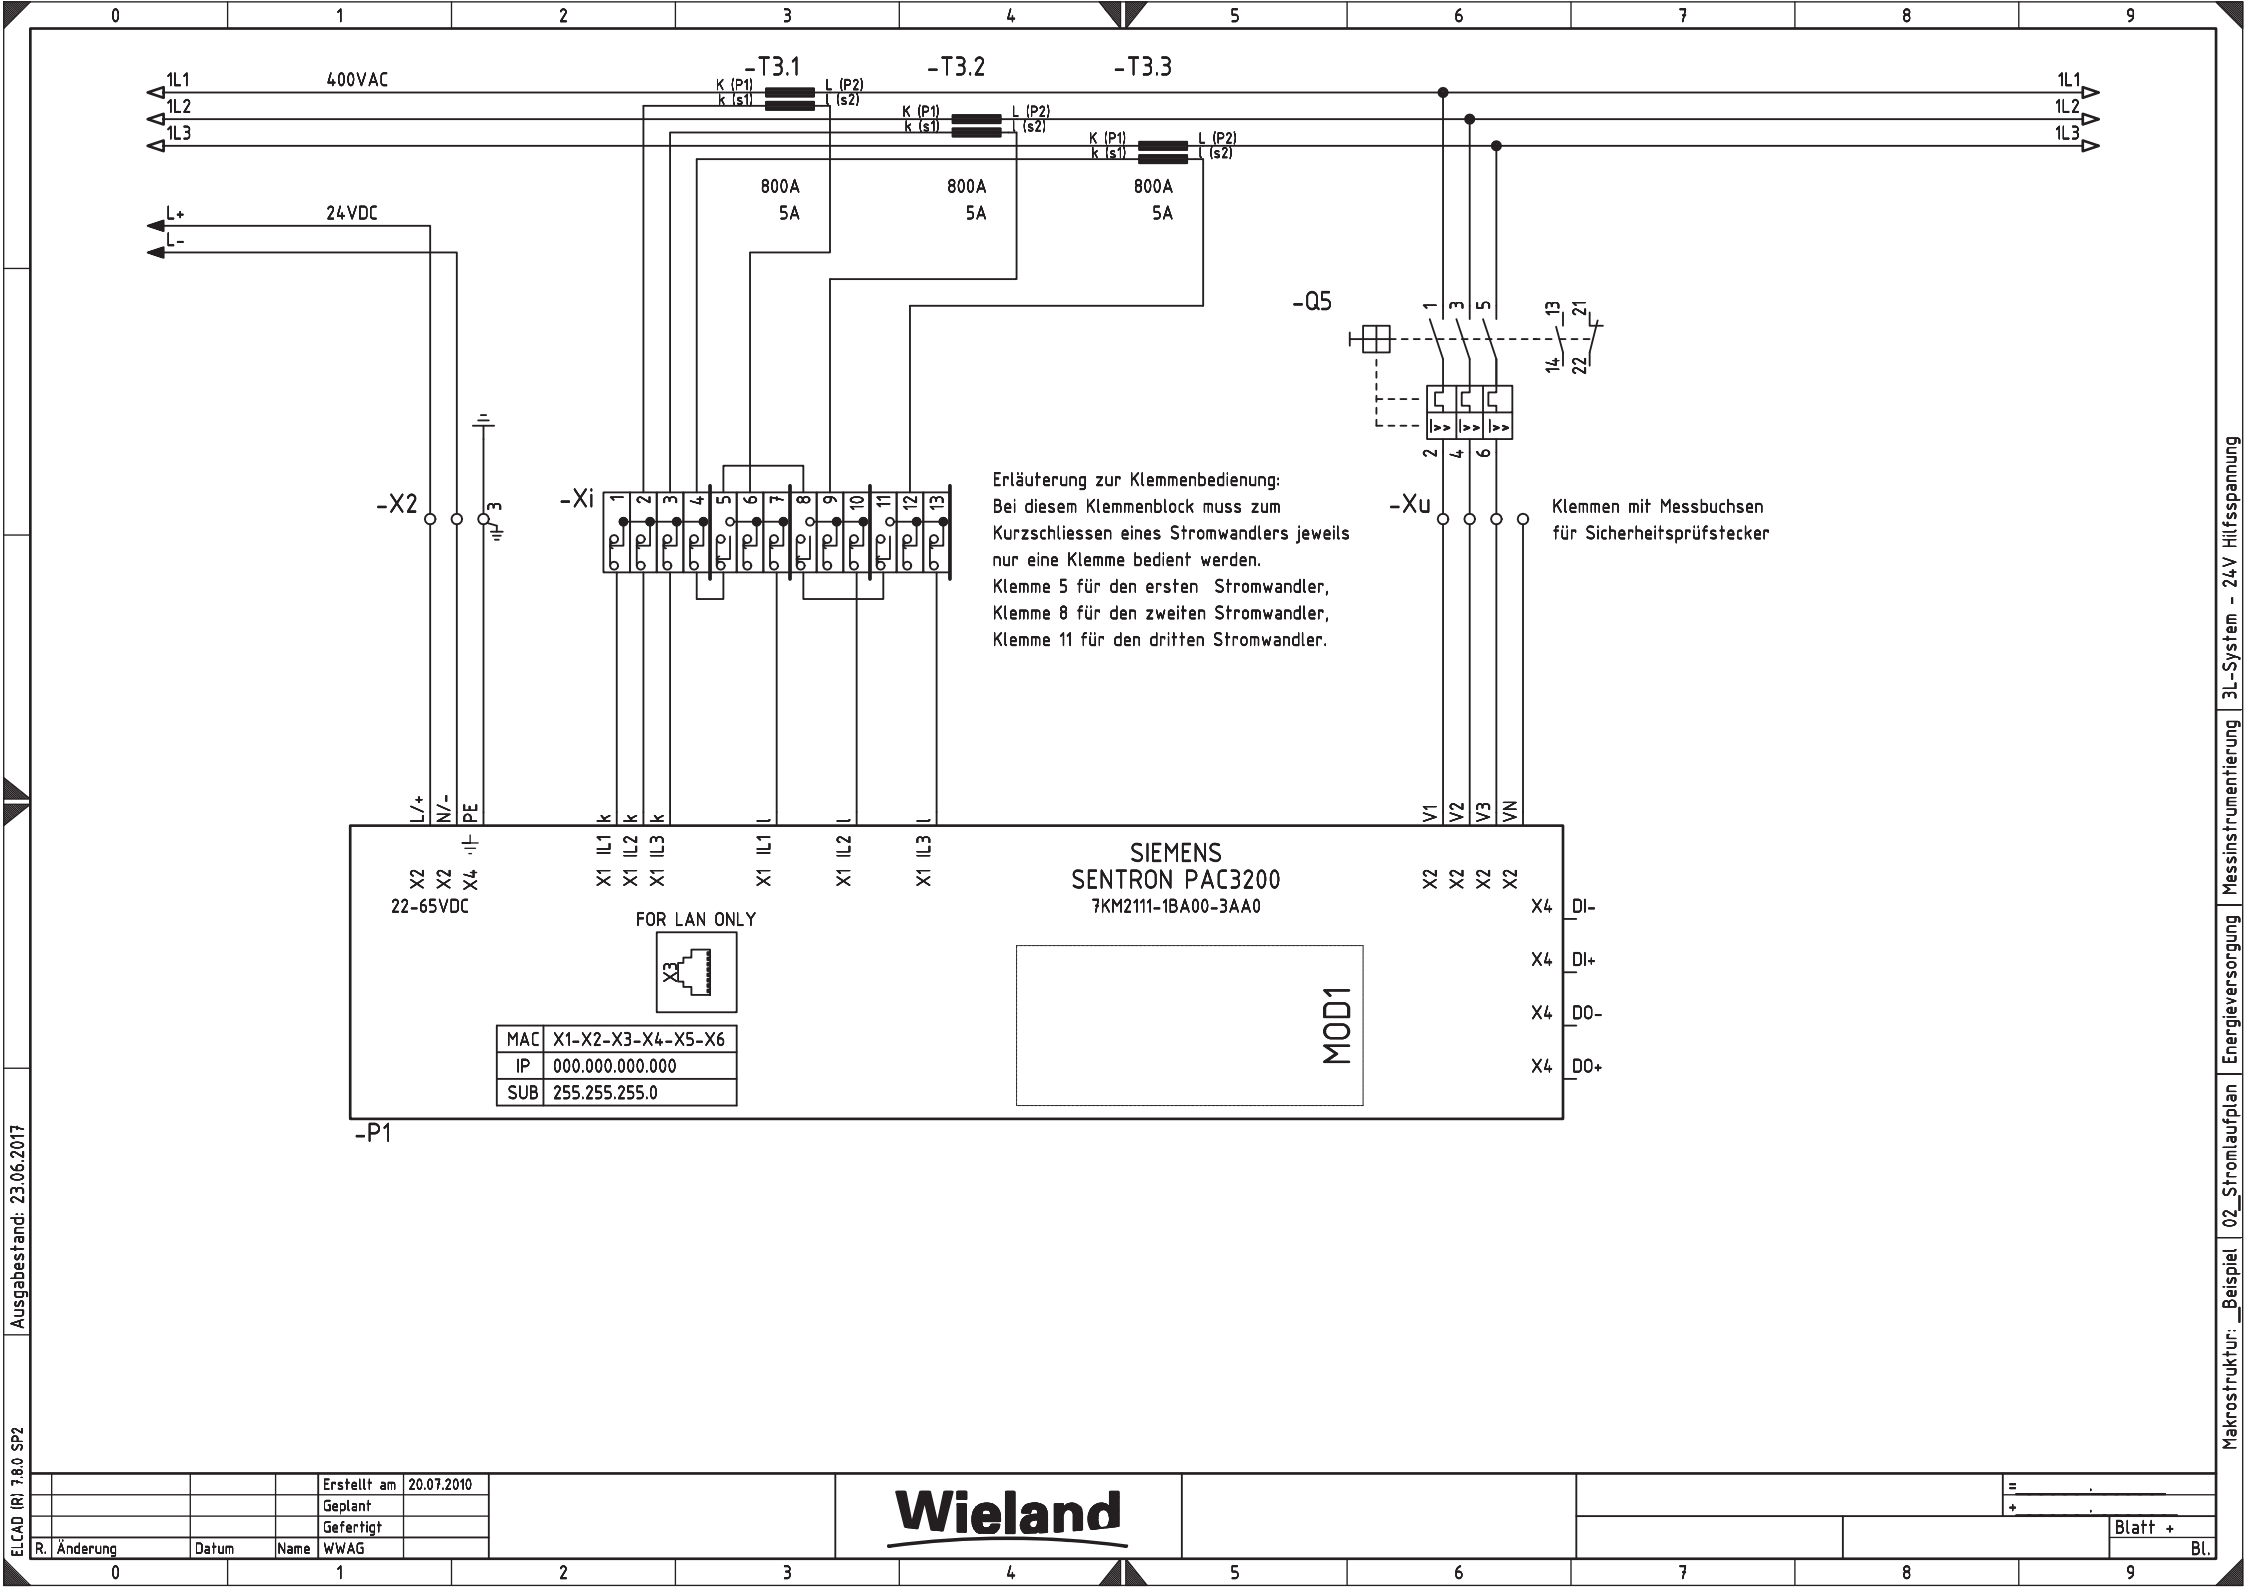 0 1 2 3 4 5 6 7 8 9
-T3.1 -T3.2 -T3.3
1L1 400VAC K (P1) L (P2) 1L1
k (s1) l (s2)
1L2 K (P1) L (P2) 1L2
k (s1) l (s2)
1L3 K (P1) L (P2) 1L3
k (s1) l (s2)
800A 800A 800A
5A 5A 5A
L+ 24VDC
L-
-Q5 1 3 5 13 21
14 22
2 4 6
-X2 3
-Xi 1 2 3 4 5 6 7 8 9 10 11 12 13
Erläuterung zur Klemmenbedienung:
Bei diesem Klemmenblock muss zum
Kurzschliessen eines Stromwandlers jeweils
nur eine Klemme bedient werden.
Klemme 5 für den ersten Stromwandler,
Klemme 8 für den zweiten Stromwandler,
Klemme 11 für den dritten Stromwandler.
I>> I>> I>>
-Xu
Klemmen mit Messbuchsen
für Sicherheitsprüfstecker
L/+ N/- PE
X2 X2 X4
22-65VDC
X1 IL1 k
X1 IL2 k
X1 IL3 k
X1 IL1 l
X1 IL2 l
X1 IL3 l
V1 V2 V3 VN
X2 X2 X2 X2
SIEMENS
SENTRON PAC3200
7KM2111-1BA00-3AA0
FOR LAN ONLY
X3
MAC X1-X2-X3-X4-X5-X6
IP 000.000.000.000
SUB 255.255.255.0
MOD1
X4 DI-
X4 DI+
X4 DO-
X4 DO+
-P1
Ausgabestand: 23.06.2017
ELCAD (R) 7.8.0 SP2
Makrostruktur: _Beispiel 02_Stromlaufplan Energieversorgung Messinstrumentierung 3L-System - 24V Hilfsspannung
Erstellt am 20.07.2010
Geplant
Gefertigt
R. Änderung Datum Name WWAG
Wieland
= .
+ .
Blatt +
Bl.
0 1 2 3 4 5 6 7 8 9